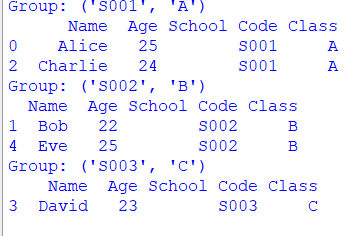 Group: ('S001', 'A')
      Name  Age School Code Class
0    Alice   25        S001     A
2  Charlie   24        S001     A
Group: ('S002', 'B')
  Name  Age School Code Class
1  Bob   22        S002     B
4  Eve   25        S002     B
Group: ('S003', 'C')
    Name  Age School Code Class
3  David   23        S003     C